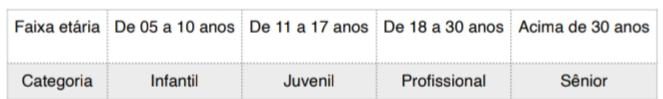 Faixa etária De 05 a 10 anos De 11 a 17 anos De 18 a 30 anos Acima de 30 anos
Categoria Infantil Juvenil Profissional Sênior